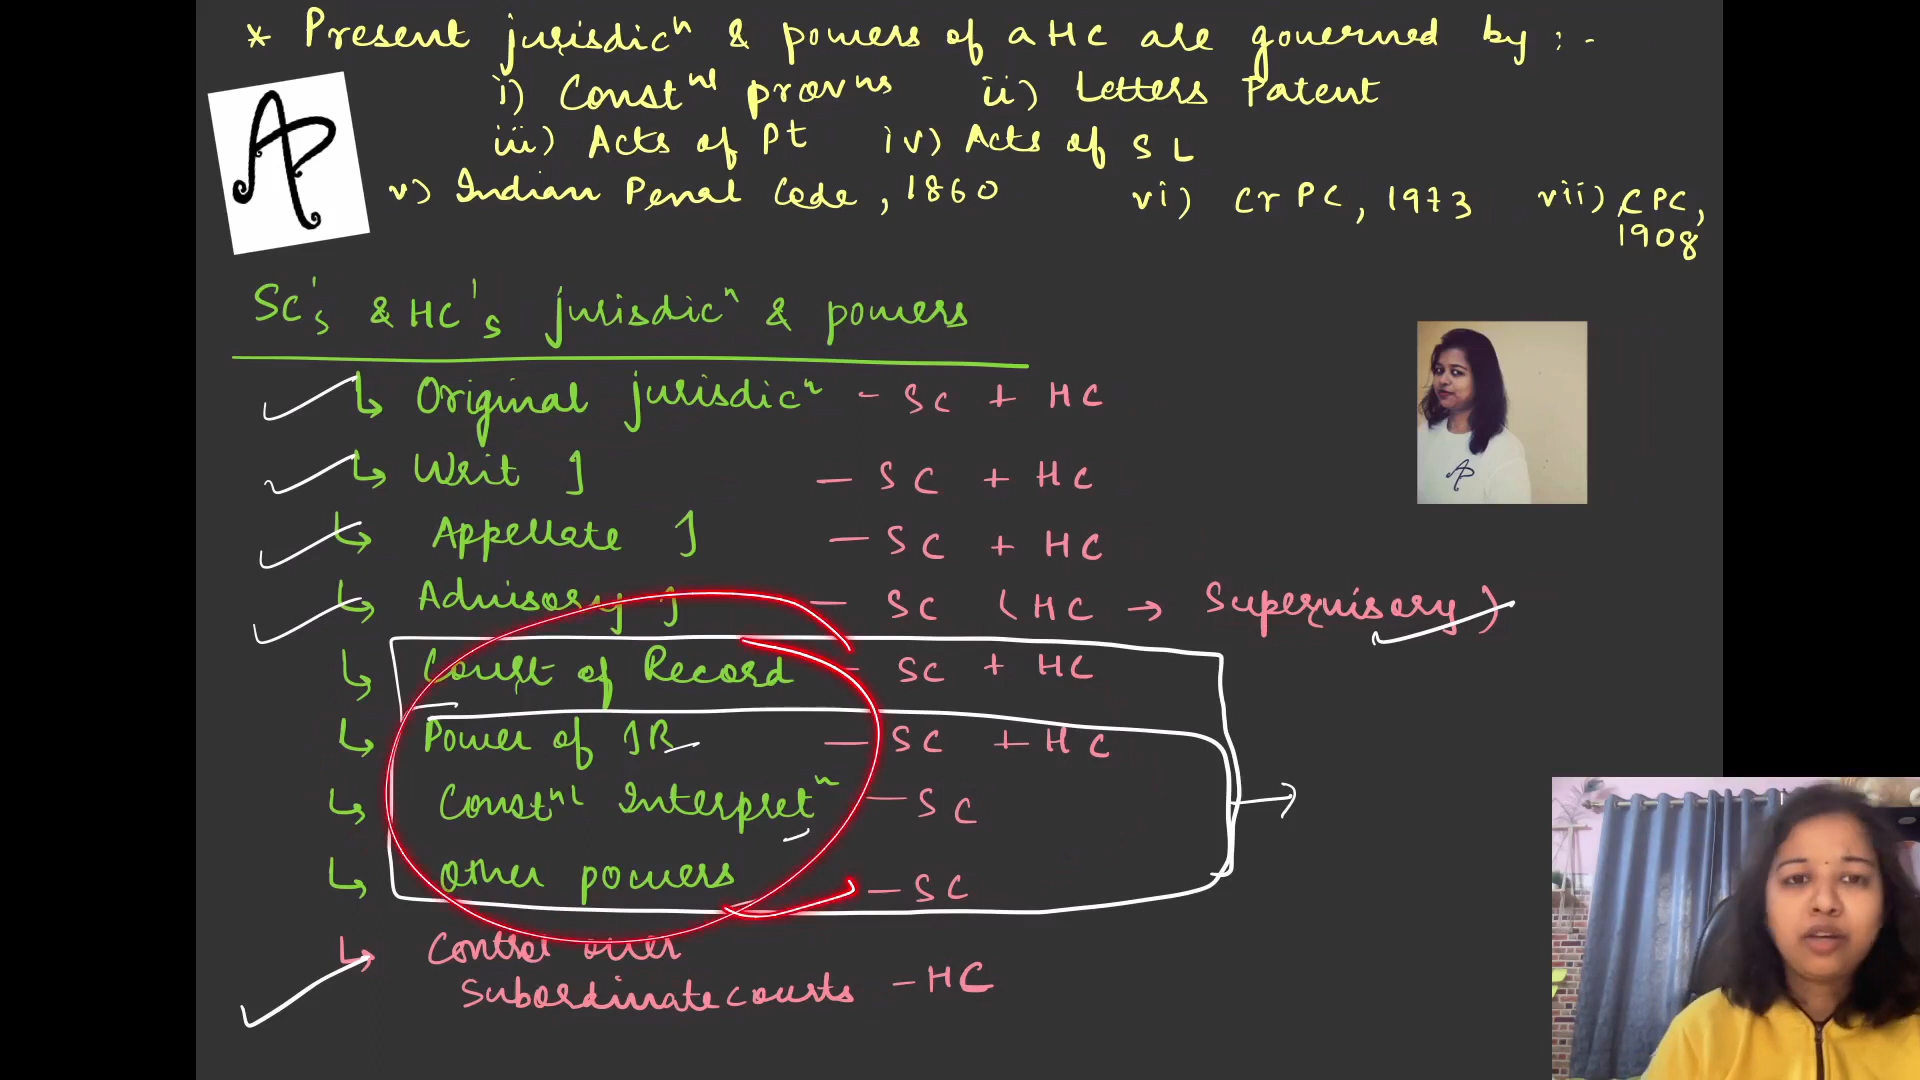 * Present jurisdicⁿ & powers of a HC are governed by :-
i) Constⁿˡ provⁿs ii) Letters Patent
iii) Acts of Pt iv) Acts of SL
v) Indian Penal Code, 1860 vi) CrPC, 1973 vii) CPC, 1908
AP
SC's & HC's jurisdicⁿ & powers
↳ Original jurisdicⁿ - SC + HC
↳ Writ J — SC + HC
↳ Appellate J — SC + HC
↳ Advisory J — SC (HC → Supervisory)
↳ Court of Record - SC + HC
↳ Power of JR — SC + HC
↳ Constⁿˡ Interpretⁿ — SC
↳ Other powers — SC
↳ Control over
Subordinate courts - HC
AP